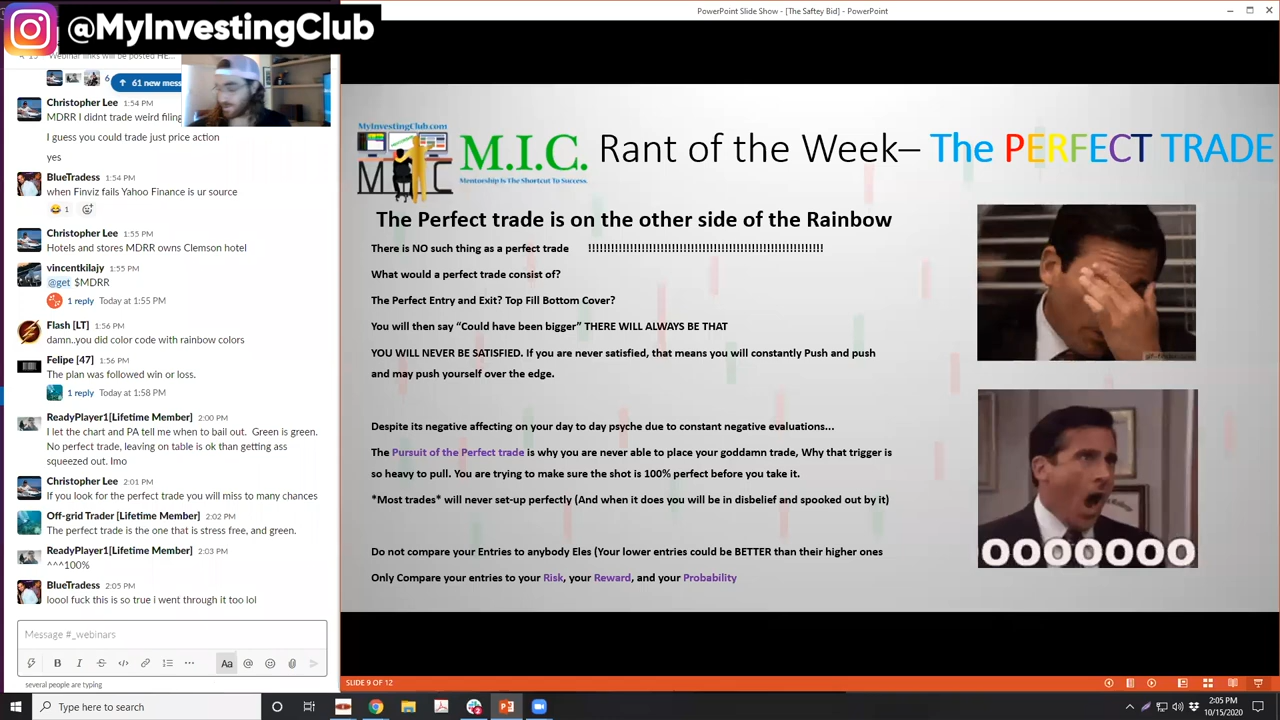 @MyInvestingClub
PowerPoint Slide Show - [The Saftey Bid] - PowerPoint
61 new mess
Christopher Lee 1:54 PM
MDRR I didnt trade weird filing
I guess you could trade just price action
yes
BlueTradess 1:54 PM
when Finviz fails Yahoo Finance is ur source
1
Christopher Lee 1:55 PM
Hotels and stores MDRR owns Clemson hotel
vincentkilajy 1:55 PM
@get $MDRR
1 reply Today at 1:55 PM
Flash [LT] 1:56 PM
damn..you did color code with rainbow colors
Felipe [47] 1:56 PM
The plan was followed win or loss.
1 reply Today at 1:58 PM
ReadyPlayer1[Lifetime Member] 2:00 PM
I let the chart and PA tell me when to bail out. Green is green.
No perfect trade, leaving on table is ok than getting ass
squeezed out. Imo
Christopher Lee 2:01 PM
If you look for the perfect trade you will miss to many chances
Off-grid Trader [Lifetime Member] 2:02 PM
The perfect trade is the one that is stress free, and green.
ReadyPlayer1[Lifetime Member] 2:03 PM
^^^100%
BlueTradess 2:05 PM
loool fuck this is so true i went through it too lol
Message #_webinars
B I S Aa @
several people are typing
MyInvestingClub.com
M.I.C.
Mentorship Is The Shortcut To Success.
Rant of the Week– The PERFECT TRADE
The Perfect trade is on the other side of the Rainbow
There is NO such thing as a perfect trade !!!!!!!!!!!!!!!!!!!!!!!!!!!!!!!!!!!!!!!!!!!!!!!!!!!!!!!!!!!!!
What would a perfect trade consist of?
The Perfect Entry and Exit? Top Fill Bottom Cover?
You will then say “Could have been bigger” THERE WILL ALWAYS BE THAT
YOU WILL NEVER BE SATISFIED. If you are never satisfied, that means you will constantly Push and push
and may push yourself over the edge.
Despite its negative affecting on your day to day psyche due to constant negative evaluations...
The Pursuit of the Perfect trade is why you are never able to place your goddamn trade, Why that trigger is
so heavy to pull. You are trying to make sure the shot is 100% perfect before you take it.
*Most trades* will never set-up perfectly (And when it does you will be in disbelief and spooked out by it)
Do not compare your Entries to anybody Eles (Your lower entries could be BETTER than their higher ones
Only Compare your entries to your Risk, your Reward, and your Probability
OOOOOOO
SLIDE 9 OF 12
Type here to search
2:05 PM
10/15/2020